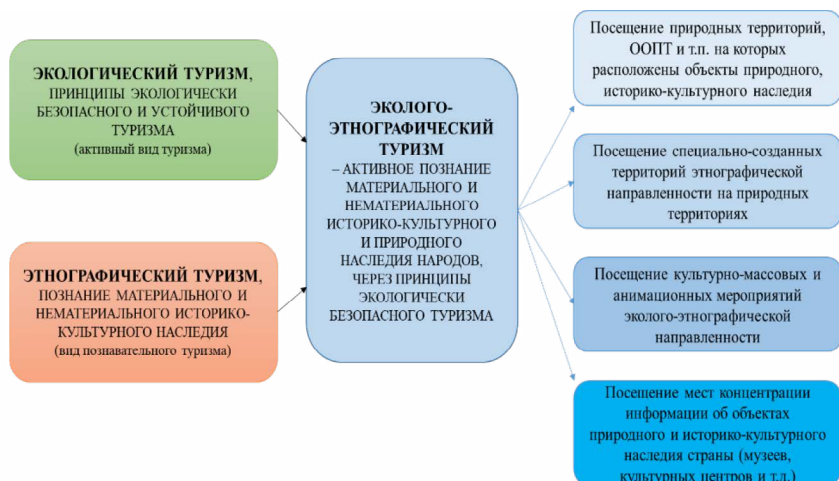 ЭКОЛОГИЧЕСКИЙ ТУРИЗМ,
ПРИНЦИПЫ ЭКОЛОГИЧЕСКИ
БЕЗОПАСНОГО И УСТОЙЧИВОГО
ТУРИЗМА
(активный вид туризма)
ЭТНОГРАФИЧЕСКИЙ ТУРИЗМ,
ПОЗНАНИЕ МАТЕРИАЛЬНОГО И
НЕМАТЕРИАЛЬНОГО ИСТОРИКО-
КУЛЬТУРНОГО НАСЛЕДИЯ
(вид познавательного туризма)
ЭКОЛОГО-
ЭТНОГРАФИЧЕСКИЙ
ТУРИЗМ
– АКТИВНОЕ ПОЗНАНИЕ
МАТЕРИАЛЬНОГО И
НЕМАТЕРИАЛЬНОГО
ИСТОРИКО-КУЛЬТУРНОГО
И ПРИРОДНОГО
НАСЛЕДИЯ НАРОДОВ,
ЧЕРЕЗ ПРИНЦИПЫ
ЭКОЛОГИЧЕСКИ
БЕЗОПАСНОГО ТУРИЗМА
Посещение природных территорий,
ООПТ и т.п. на которых
расположены объекты природного,
историко-культурного наследия
Посещение специально-созданных
территорий этнографической
направленности на природных
территориях
Посещение культурно-массовых и
анимационных мероприятий
эколого-этнографической
направленности
Посещение мест концентрации
информации об объектах
природного и историко-культурного
наследия страны (музеев,
культурных центров и т.д.)